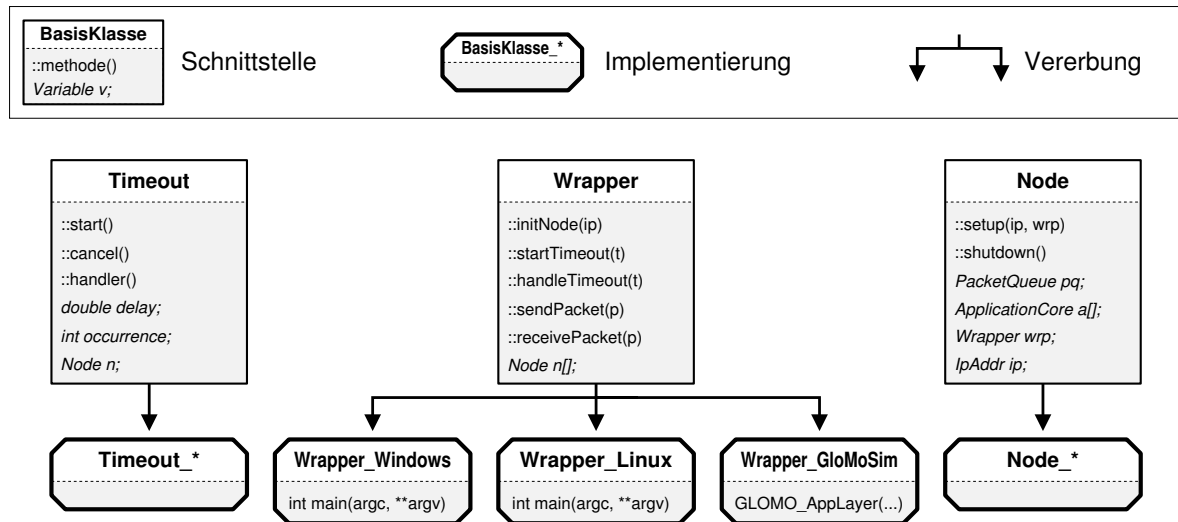 BasisKlasse
::methode()
Variable v;
Schnittstelle
BasisKlasse_*
Implementierung
Vererbung
Timeout
::start()
::cancel()
::handler()
double delay;
int occurrence;
Node n;
Wrapper
::initNode(ip)
::startTimeout(t)
::handleTimeout(t)
::sendPacket(p)
::receivePacket(p)
Node n[];
Node
::setup(ip, wrp)
::shutdown()
PacketQueue pq;
ApplicationCore a[];
Wrapper wrp;
IpAddr ip;
Timeout_*
Wrapper_Windows
int main(argc, **argv)
Wrapper_Linux
int main(argc, **argv)
Wrapper_GloMoSim
GLOMO_AppLayer(...)
Node_*